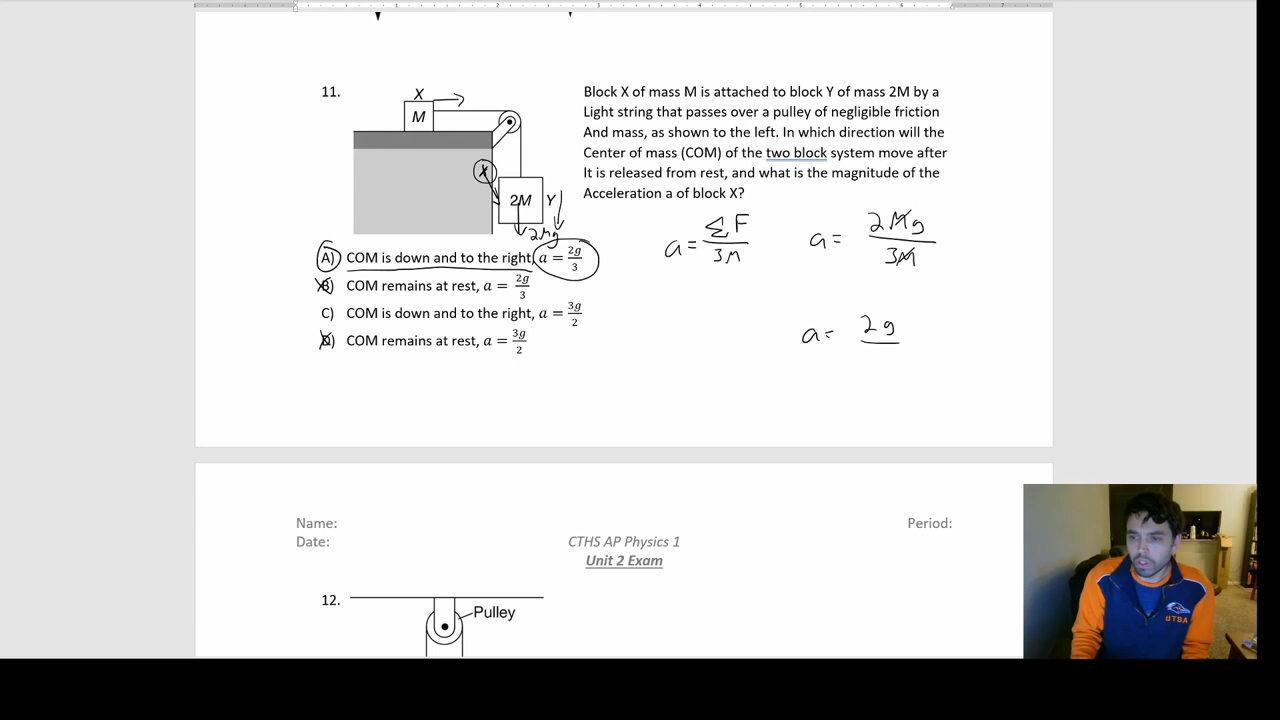 11.
X
M
X
2M
Y
2Mg
Block X of mass M is attached to block Y of mass 2M by a
Light string that passes over a pulley of negligible friction
And mass, as shown to the left. In which direction will the
Center of mass (COM) of the two block system move after
It is released from rest, and what is the magnitude of the
Acceleration a of block X?
a = ΣF/3M
a = 2Mg/3M
A) COM is down and to the right, a = 2g/3
B) COM remains at rest, a = 2g/3
C) COM is down and to the right, a = 3g/2
D) COM remains at rest, a = 3g/2
a = 2g
Name:
Period:
Date:
CTHS AP Physics 1
Unit 2 Exam
12.
Pulley
UTSA